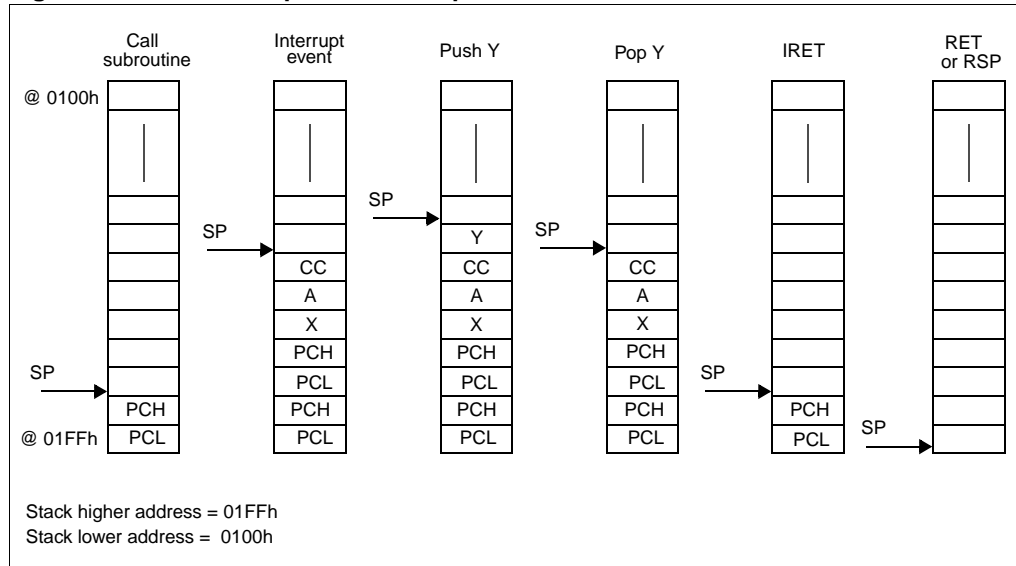 Call
subroutine
Interrupt
event
Push Y
Pop Y
IRET
RET
or RSP
@ 0100h
SP
SP
Y
SP
CC
CC
CC
A
A
A
X
X
X
PCH
PCH
PCH
SP
PCL
PCL
PCL
SP
PCH
PCH
PCH
PCH
PCH
SP
@ 01FFh
PCL
PCL
PCL
PCL
PCL
Stack higher address = 01FFh
Stack lower address = 0100h